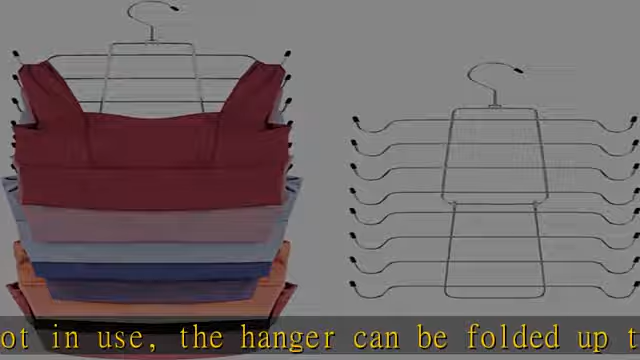 ot in use, the hanger can be folded up t